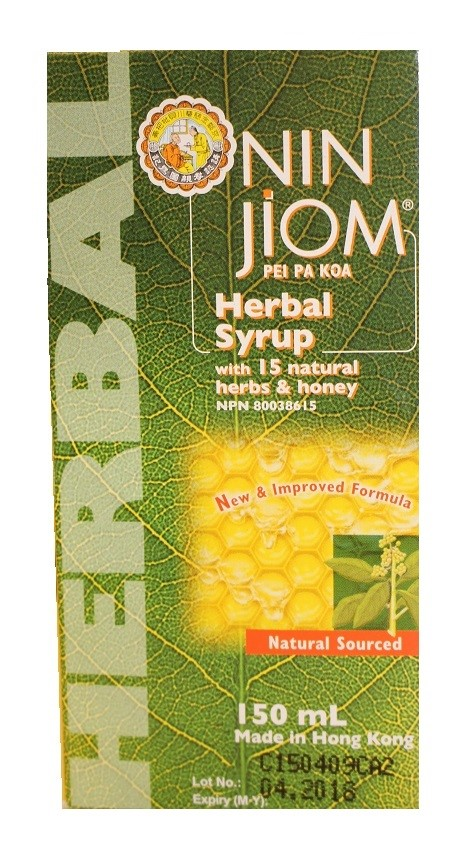 HERBAL
NIN
JiOM®
PEI PA KOA
Herbal
Syrup
with 15 natural
herbs & honey
NPN 80038615
New & Improved Formula
Natural Sourced
150 mL
Made in Hong Kong
Lot No.: C150409CA2
Expiry (M-Y): 04.2018